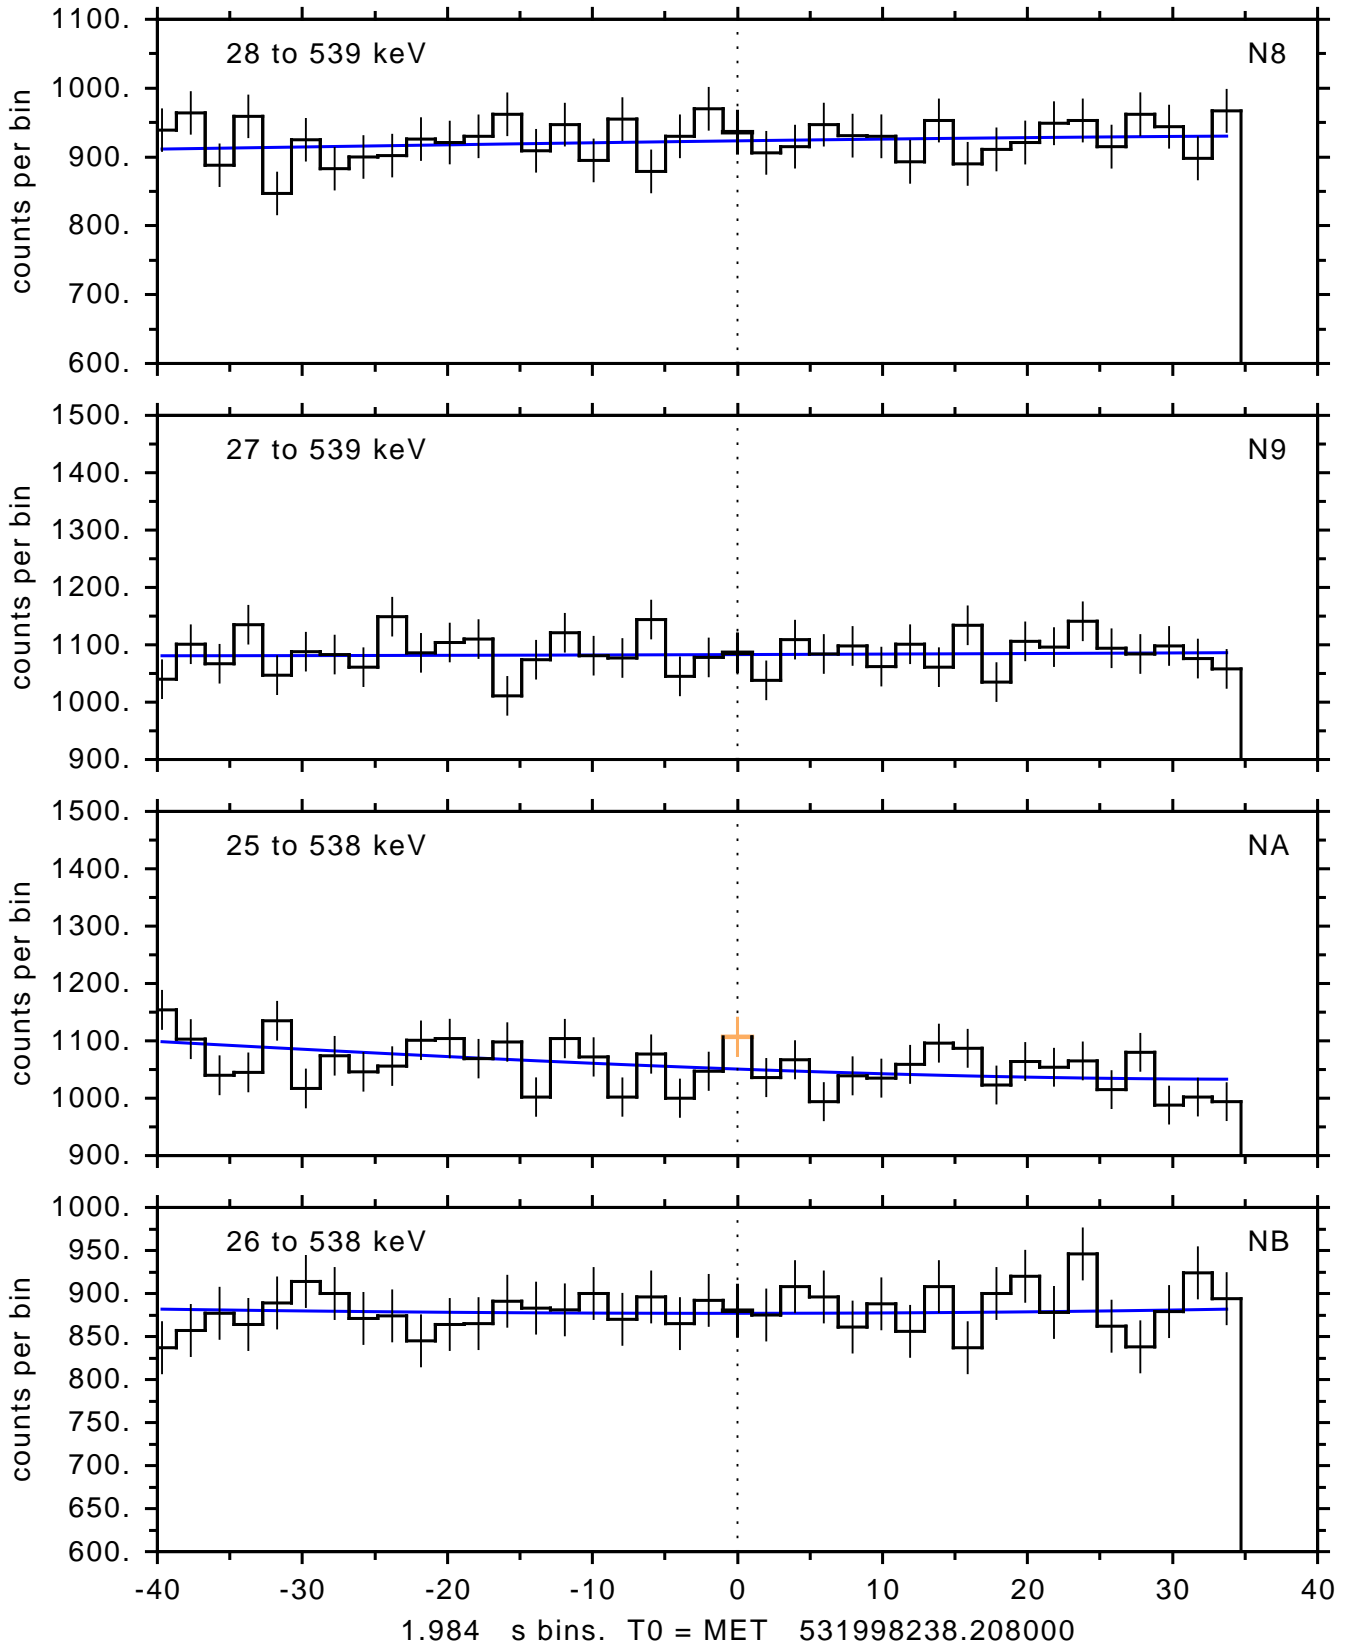 1100.
28 to 539 keV N8
1000.
900.
800.
700.
600.
counts per bin
1500.
27 to 539 keV N9
1400.
1300.
1200.
1100.
1000.
900.
counts per bin
1500.
25 to 538 keV NA
1400.
1300.
1200.
1100.
1000.
900.
counts per bin
1000.
26 to 538 keV NB
950.
900.
850.
800.
750.
700.
650.
600.
counts per bin
-40 -30 -20 -10 0 10 20 30 40
1.984 s bins. T0 = MET 531998238.208000